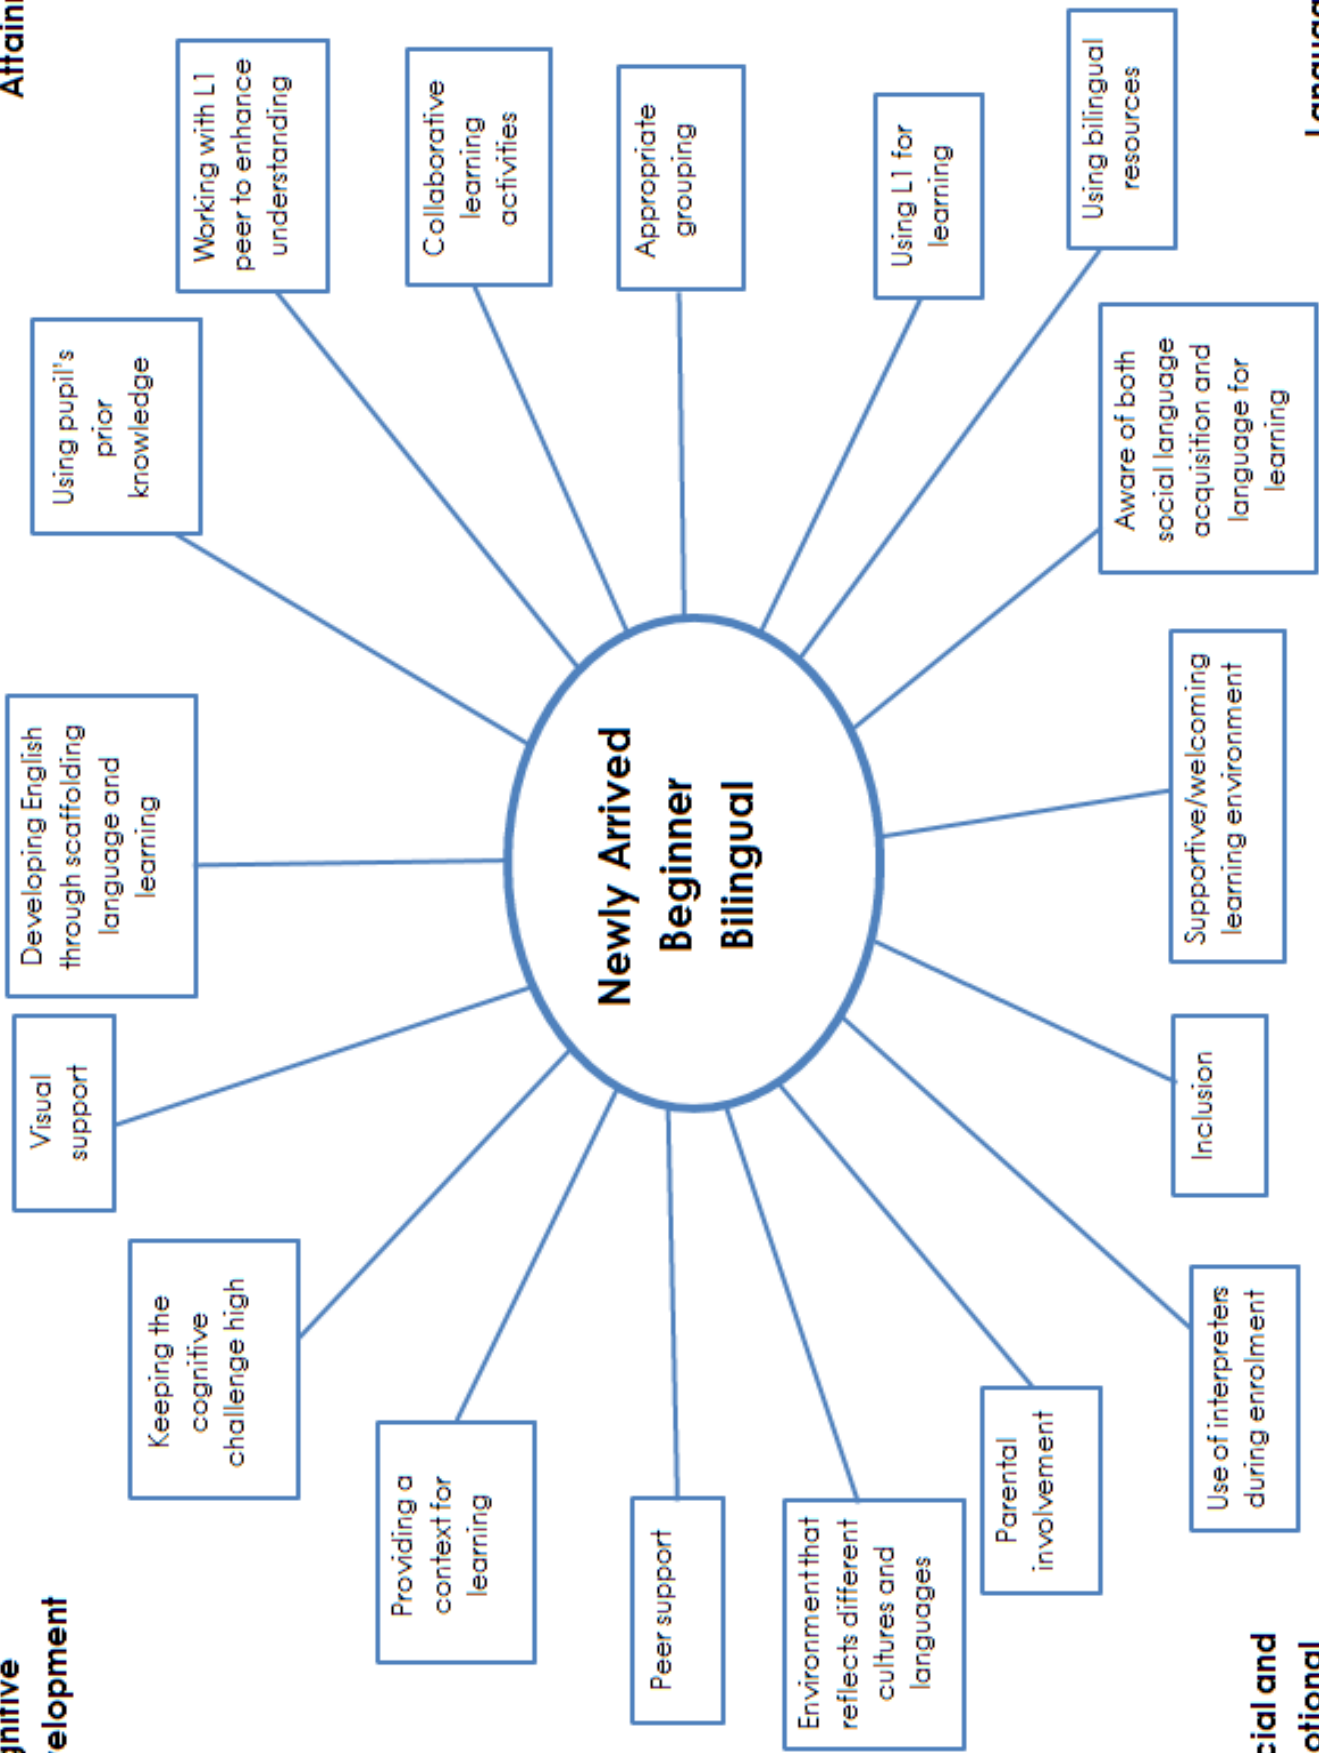 Visual
support
Developing English
through scaffolding
language and
learning
Using pupil's
prior
knowledge
Keeping the
cognitive
challenge high
Working with L1
peer to enhance
understanding
Providing a
context for
learning
Collaborative
learning
activities
Newly Arrived
Beginner
Bilingual
Peer support
Appropriate
grouping
Environment that
reflects different
cultures and
languages
Using L1 for
learning
Parental
involvement
Using bilingual
resources
Use of interpreters
during enrolment
Inclusion
Supportive/welcoming
learning environment
Aware of both
social language
acquisition and
language for
learning
and